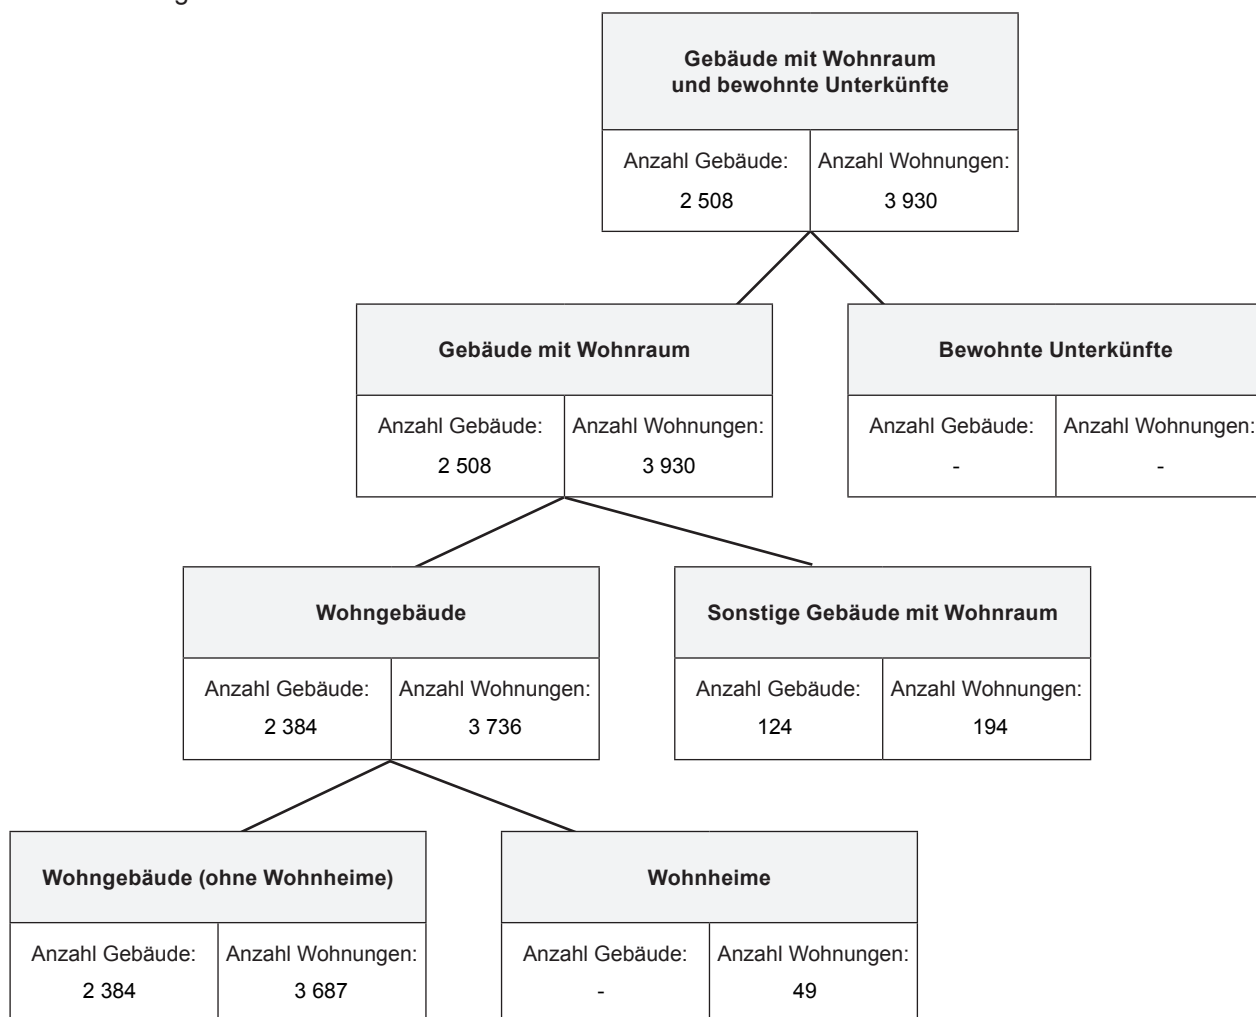 Gebäude mit Wohnraum
und bewohnte Unterkünfte
Anzahl Gebäude: Anzahl Wohnungen:
2 508 3 930
Gebäude mit Wohnraum Bewohnte Unterkünfte
Anzahl Gebäude: Anzahl Wohnungen: Anzahl Gebäude: Anzahl Wohnungen:
2 508 3 930 - -
Wohngebäude Sonstige Gebäude mit Wohnraum
Anzahl Gebäude: Anzahl Wohnungen: Anzahl Gebäude: Anzahl Wohnungen:
2 384 3 736 124 194
Wohngebäude (ohne Wohnheime) Wohnheime
Anzahl Gebäude: Anzahl Wohnungen: Anzahl Gebäude: Anzahl Wohnungen:
2 384 3 687 - 49